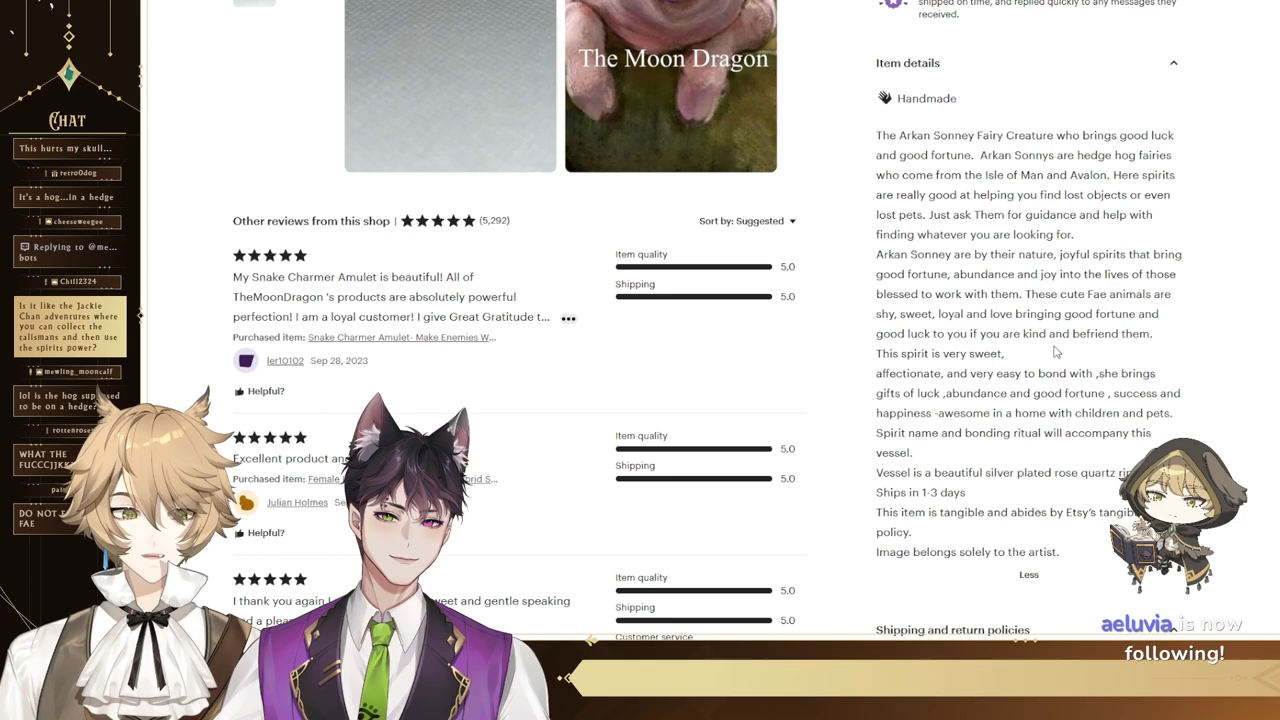 CHAT
This hurts my skull...
retro0dog
It's a hog...in a hedge
cheeseweegee
Replying to @me...
bots
Chill2324
Is it like the Jackie
Chan adventures where
you can collect the
talismans and then use
the spirits power?
mewling_mooncalf
lol is the hog
to be on a hedge?
WHAT THE
DO NOT
FAE
The Moon Dragon
Other reviews from this shop | ★★★★★ (5,292)
Sort by: Suggested
★★★★★
My Snake Charmer Amulet is beautiful! All of
TheMoonDragon 's products are absolutely powerful
perfection! I am a loyal customer! I give Great Gratitude t...
Purchased item: Snake Charmer Amulet- Make Enemies W...
ler10102 Sep 28, 2023
Helpful?
Item quality
5.0
Shipping
5.0
★★★★★
Excellent product
Purchased item: Female
Julian Holmes
Helpful?
Item quality
5.0
Shipping
5.0
★★★★★
I thank you again
and gentle speaking
Item quality
5.0
Shipping
5.0
Customer service
shipped on time, and replied quickly to any messages they
received.
Item details
Handmade
The Arkan Sonney Fairy Creature who brings good luck
and good fortune. Arkan Sonnys are hedge hog fairies
who come from the Isle of Man and Avalon. Here spirits
are really good at helping you find lost objects or even
lost pets. Just ask Them for guidance and help with
finding whatever you are looking for.
Arkan Sonney are by their nature, joyful spirits that bring
good fortune, abundance and joy into the lives of those
blessed to work with them. These cute Fae animals are
shy, sweet, loyal and love bringing good fortune and
good luck to you if you are kind and befriend them.
This spirit is very sweet,
affectionate, and very easy to bond with ,she brings
gifts of luck ,abundance and good fortune , success and
happiness -awesome in a home with children and pets.
Spirit name and bonding ritual will accompany this
vessel.
Vessel is a beautiful silver plated rose quartz
Ships in 1-3 days
This item is tangible and abides by Etsy's
policy.
Image belongs solely to the artist.
Less
Shipping and return policies
aeluvia is now
following!